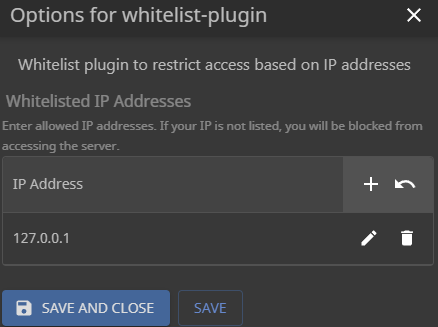 Options for whitelist-plugin
Whitelist plugin to restrict access based on IP addresses
Whitelisted IP Addresses
Enter allowed IP addresses. If your IP is not listed, you will be blocked from
accessing the server.
IP Address
127.0.0.1
SAVE AND CLOSE
SAVE